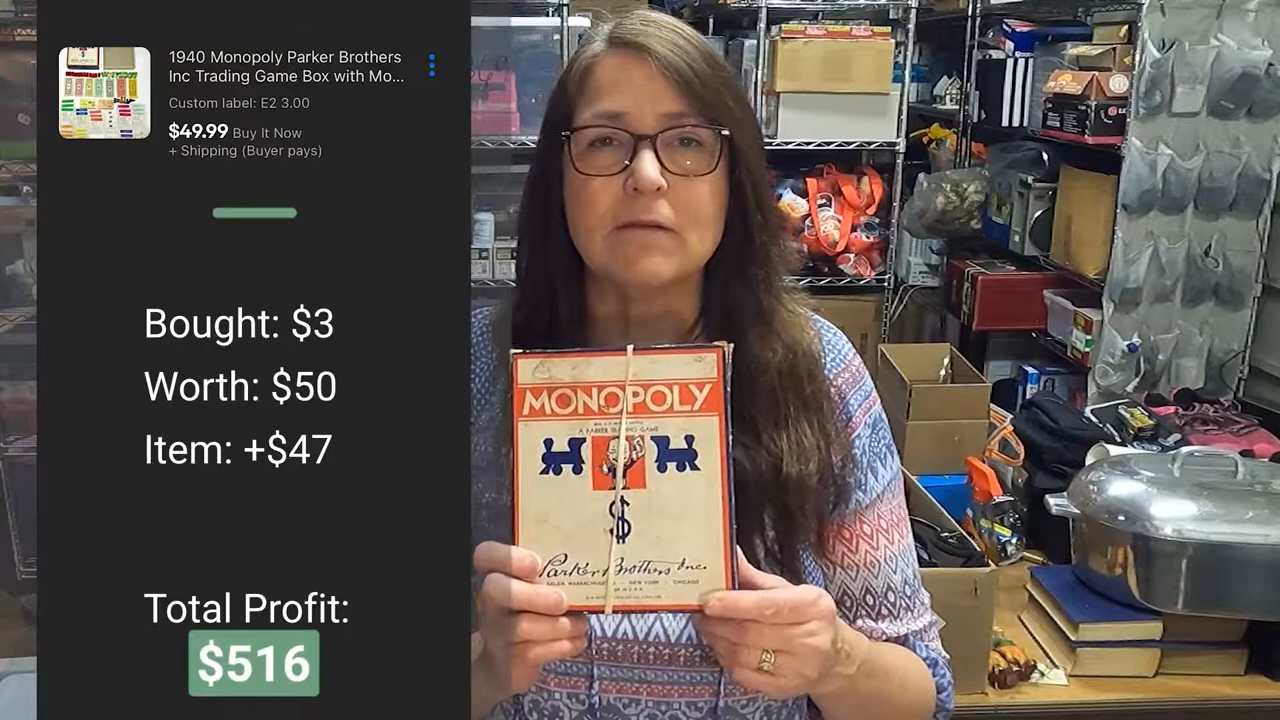 1940 Monopoly Parker Brothers
Inc Trading Game Box with Mo...
Custom label: E2 3.00
$49.99 Buy It Now
+ Shipping (Buyer pays)
Bought: $3
Worth: $50
Item: +$47
Total Profit:
$516
MONOPOLY
A PARKER TRADING GAME
$
Parker Brothers Inc.
SALEM MASSACHUSETTS · NEW YORK · CHICAGO